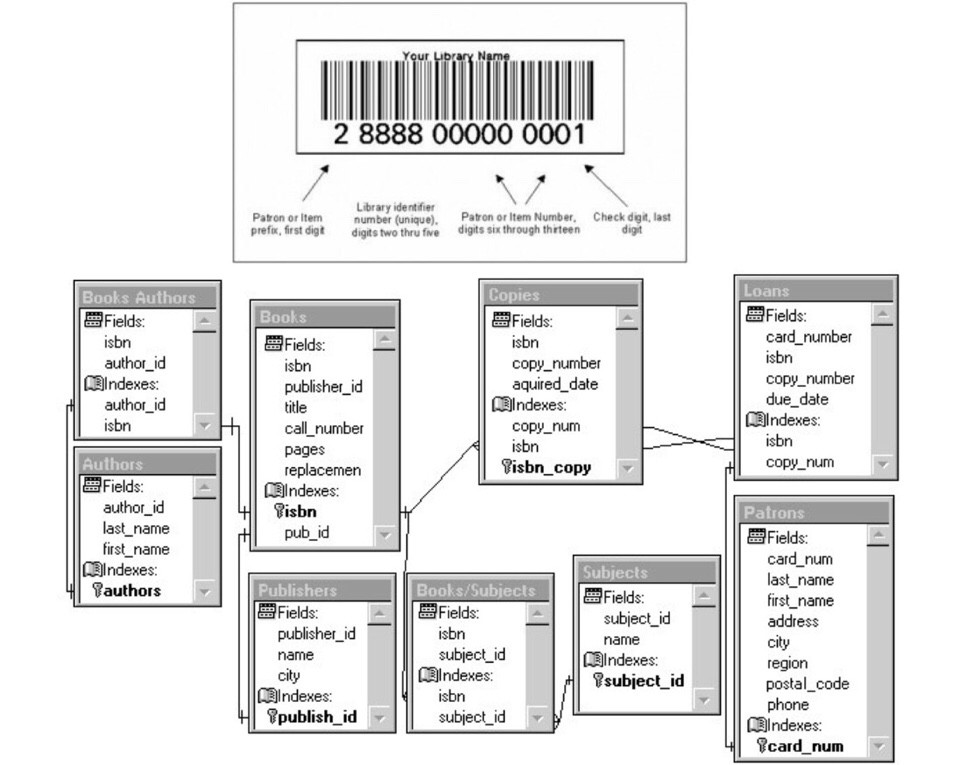 Your Library Name
2 8888 00000 0001
Patron or Item
prefix, first digit
Library identifier
number (unique),
digits two thru five
Patron or Item Number,
digits six through thirteen
Check digit, last
digit
Books Authors
Fields:
isbn
author_id
Indexes:
author_id
isbn
Authors
Fields:
author_id
last_name
first_name
Indexes:
authors
Books
Fields:
isbn
publisher_id
title
call_number
pages
replacemen
Indexes:
isbn
pub_id
Publishers
Fields:
publisher_id
name
city
Indexes:
publish_id
Copies
Fields:
isbn
copy_number
aquired_date
Indexes:
copy_num
isbn
isbn_copy
Books/Subjects
Fields:
isbn
subject_id
Indexes:
isbn
subject_id
Subjects
Fields:
subject_id
name
Indexes:
subject_id
Loans
Fields:
card_number
isbn
copy_number
due_date
Indexes:
isbn
copy_num
Patrons
Fields:
card_num
last_name
first_name
address
city
region
postal_code
phone
Indexes:
card_num